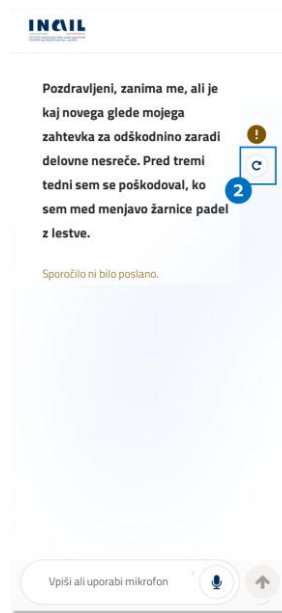 INAIL
Pozdravljeni, zanima me, ali je
kaj novega glede mojega
zahtevka za odškodnino zaradi
delovne nesreče. Pred tremi
tedni sem se poškodoval, ko
sem med menjavo žarnice padel
z lestve.
!
2
Sporočilo ni bilo poslano.
Vpiši ali uporabi mikrofon